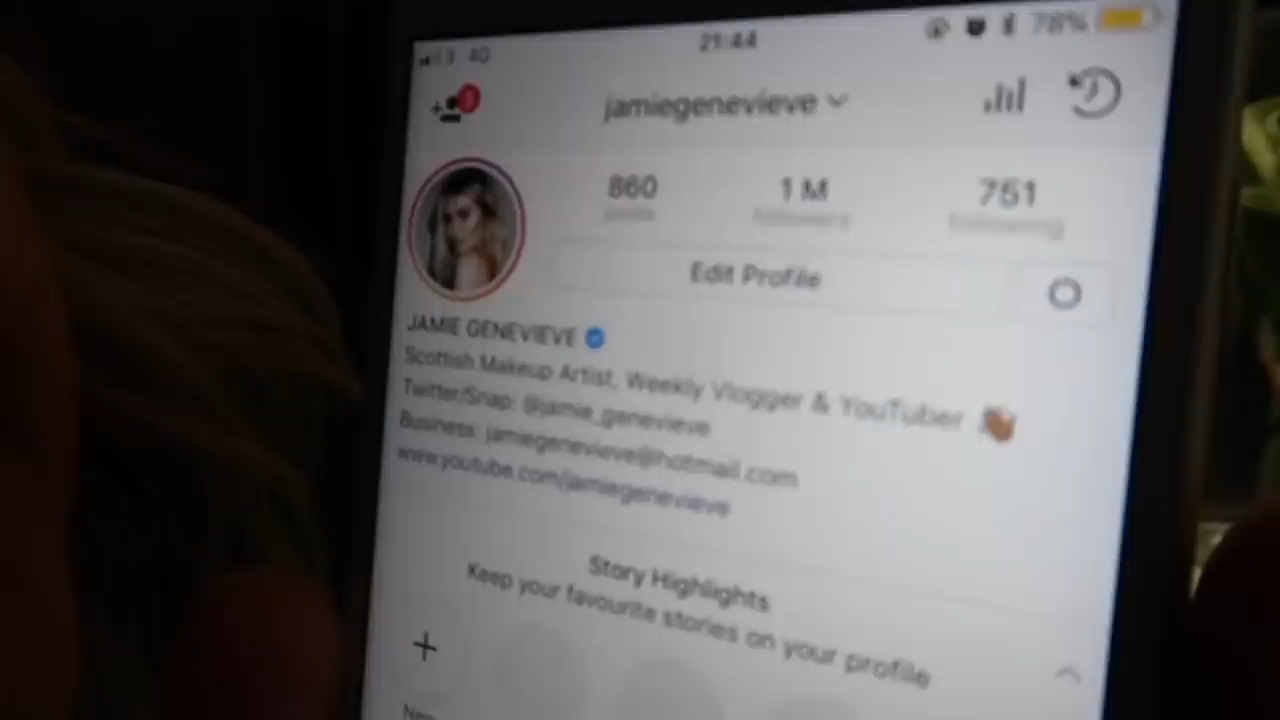 4G 21:44 78%
jamiegenevieve
860 1 M 751
posts followers following
Edit Profile
JAMIE GENEVIEVE
Scottish Makeup Artist, Weekly Vlogger & YouTuber
Twitter/Snap: @jamie_genevieve
Business: jamiegenevieve@hotmail.com
www.youtube.com/jamiegenevieve
Story Highlights
Keep your favourite stories on your profile